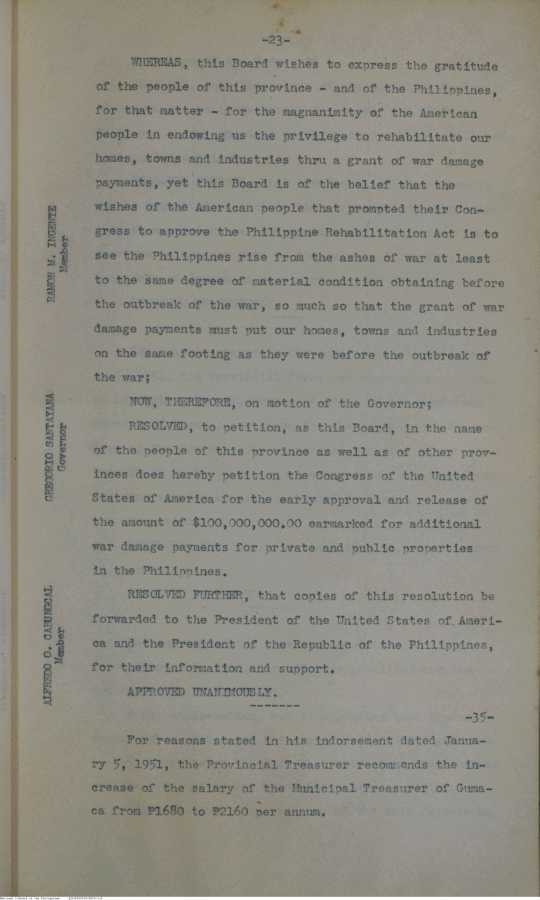 -23-
WHEREAS, this Board wishes to express the gratitude
of the people of this province - and of the Philippines,
for that matter - for the magnanimity of the American
people in endowing us the privilege to rehabilitate our
homes, towns and industries thru a grant of war damage
payments, yet this Board is of the belief that the
wishes of the American people that prompted their Con-
gress to approve the Philippine Rehabilitation Act is to
see the Philippines rise from the ashes of war at least
to the same degree of material condition obtaining before
the outbreak of the war, so much so that the grant of war
damage payments must put our homes, towns and industries
on the same footing as they were before the outbreak of
the war;
NOW, THEREFORE, on motion of the Governor;
RESOLVED, to petition, as this Board, in the name
of the people of this province as well as of other prov-
inces does hereby petition the Congress of the United
States of America for the early approval and release of
the amount of $100,000,000.00 earmarked for additional
war damage payments for private and public properties
in the Philippines.
RESOLVED FURTHER, that copies of this resolution be
forwarded to the President of the United States of Ameri-
ca and the President of the Republic of the Philippines,
for their information and support.
APPROVED UNANIMOUSLY.
-------
-35-
For reasons stated in his indorsement dated Janua-
ry 5, 1951, the Provincial Treasurer recommends the in-
crease of the salary of the Municipal Treasurer of Guma-
ca from ₱1680 to ₱2160 per annum.
RAMON M. INGENTE
Member
GREGORIO SANTAYANA
Governor
ALFREDO O. CABUNGCAL
Member
National Library of the Philippines